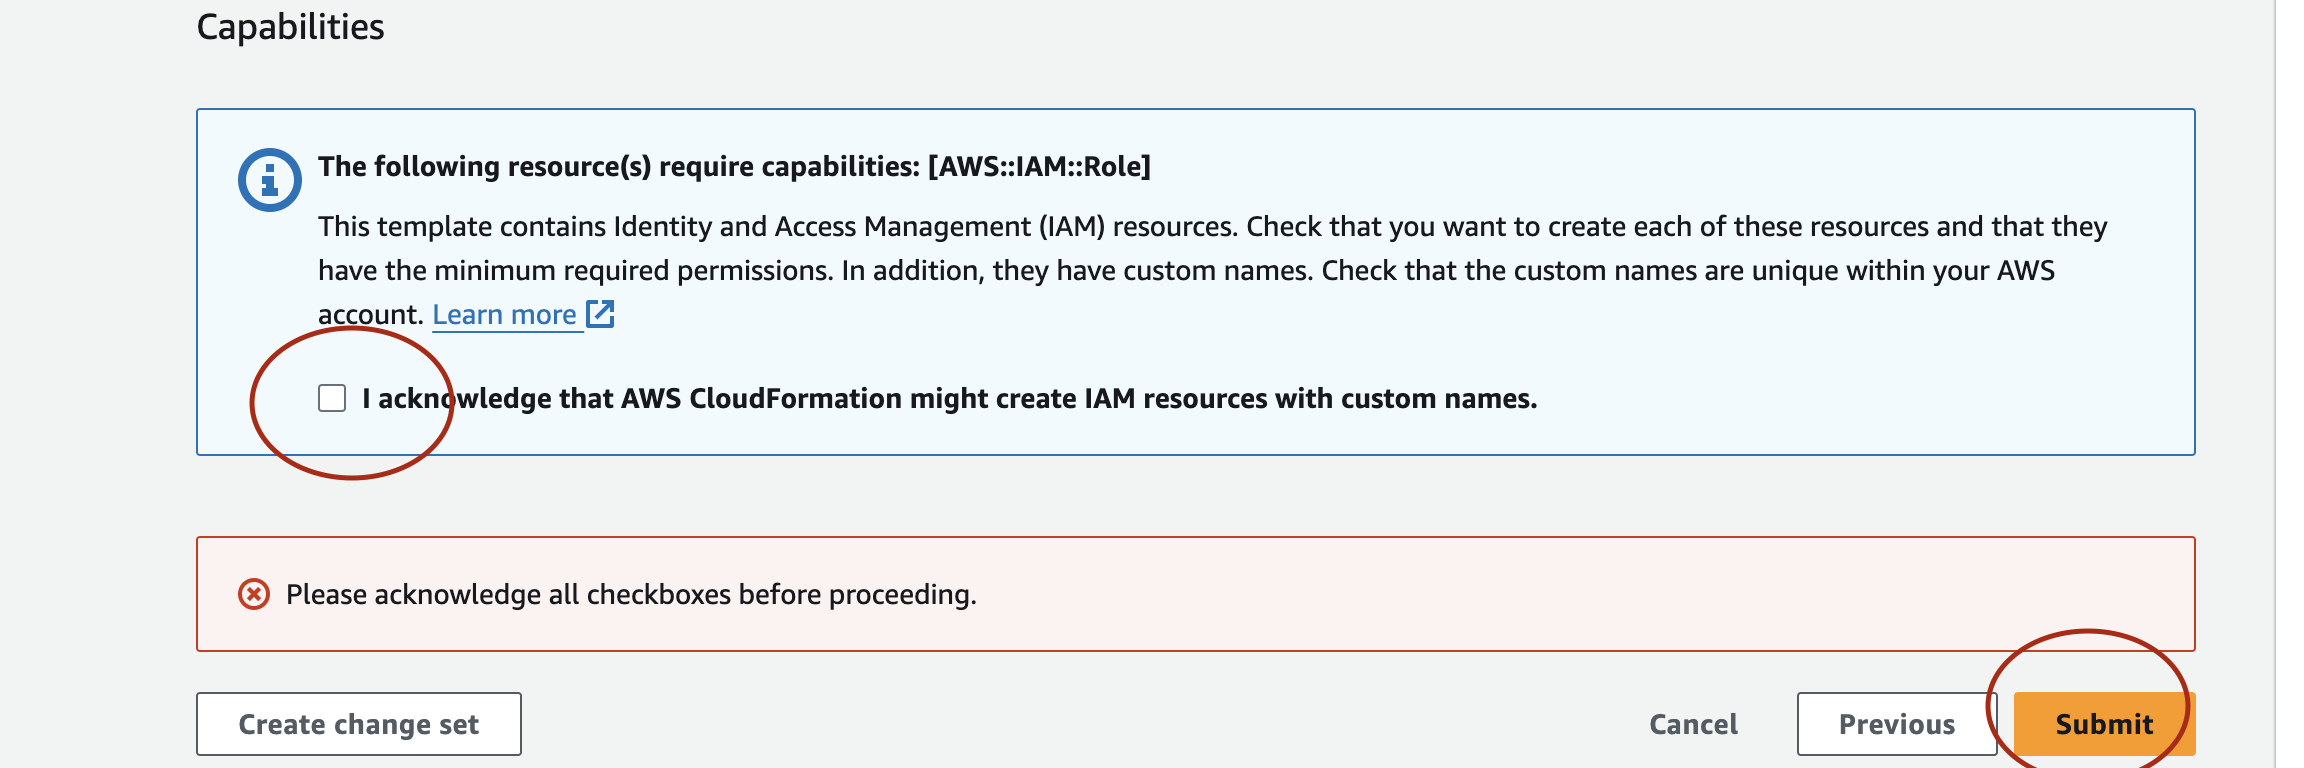 Capabilities
The following resource(s) require capabilities: [AWS::IAM::Role]
This template contains Identity and Access Management (IAM) resources. Check that you want to create each of these resources and that they
have the minimum required permissions. In addition, they have custom names. Check that the custom names are unique within your AWS
account. Learn more
I acknowledge that AWS CloudFormation might create IAM resources with custom names.
Please acknowledge all checkboxes before proceeding.
Create change set
Cancel
Previous
Submit